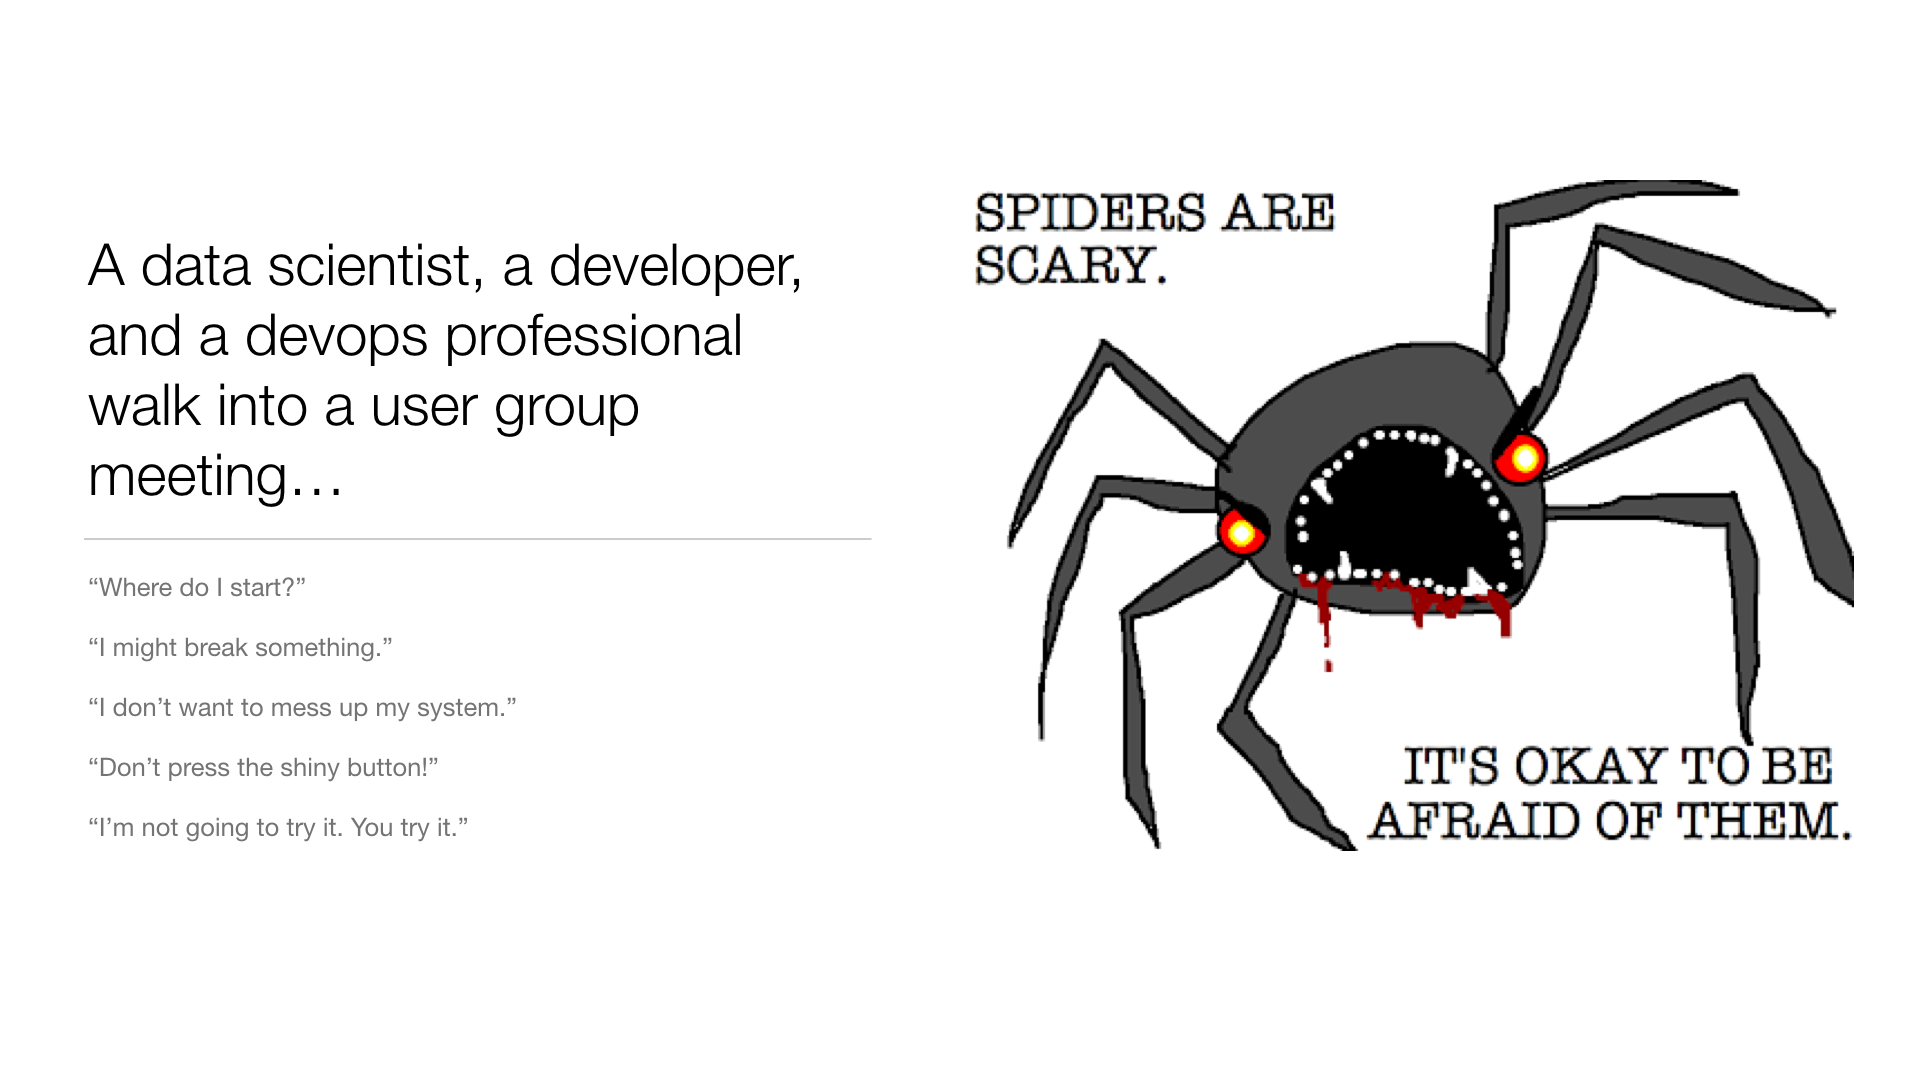 A data scientist, a developer,
and a devops professional
walk into a user group
meeting…
“Where do I start?”
“I might break something.”
“I don’t want to mess up my system.”
“Don’t press the shiny button!”
“I’m not going to try it. You try it.”
SPIDERS ARE
SCARY.
IT'S OKAY TO BE
AFRAID OF THEM.